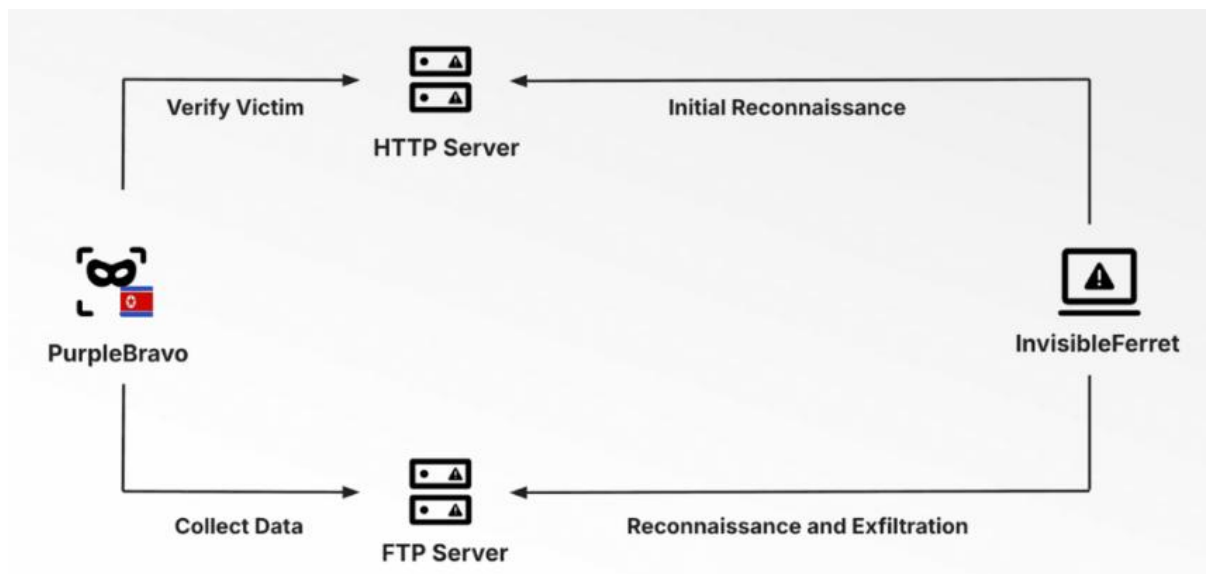 Verify Victim
Initial Reconnaissance
HTTP Server
PurpleBravo
InvisibleFerret
Collect Data
Reconnaissance and Exfiltration
FTP Server